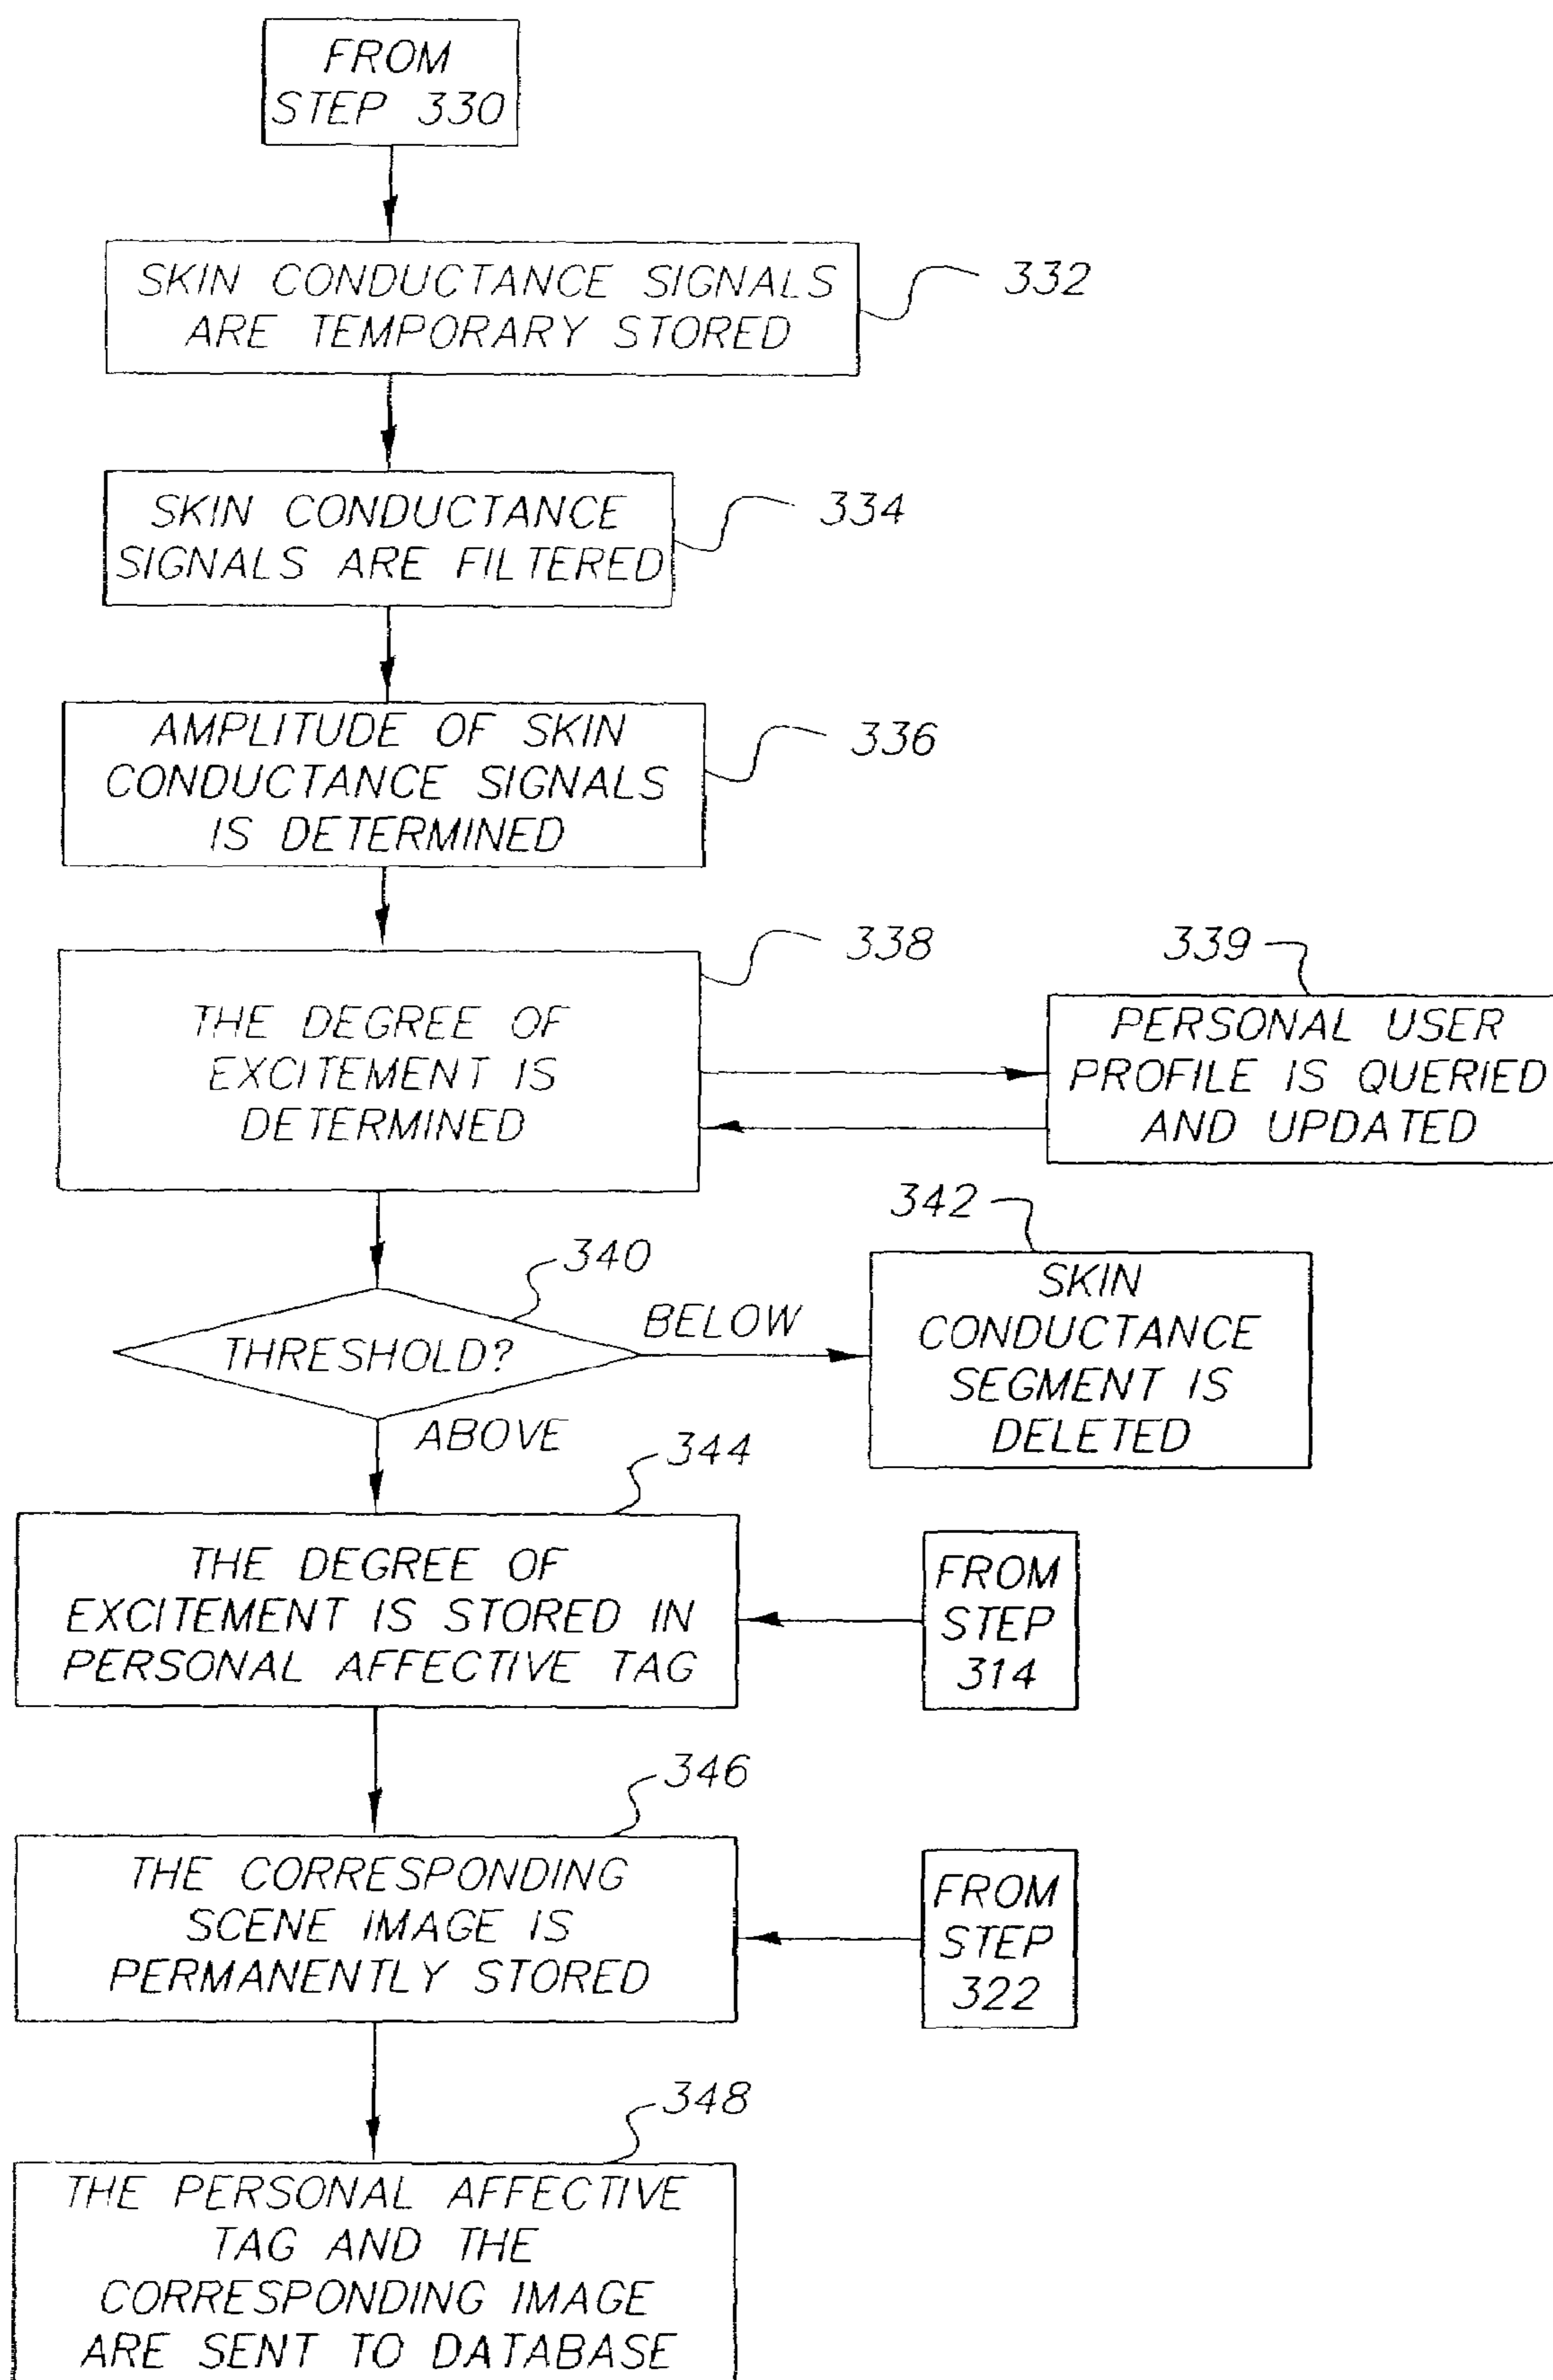 FROM
STEP 330
SKIN CONDUCTANCE SIGNALS
ARE TEMPORARY STORED
332
SKIN CONDUCTANCE
SIGNALS ARE FILTERED
334
AMPLITUDE OF SKIN
CONDUCTANCE SIGNALS
IS DETERMINED
336
THE DEGREE OF
EXCITEMENT IS
DETERMINED
338
339
PERSONAL USER
PROFILE IS QUERIED
AND UPDATED
340
THRESHOLD?
BELOW
342
SKIN
CONDUCTANCE
SEGMENT IS
DELETED
ABOVE
344
THE DEGREE OF
EXCITEMENT IS STORED IN
PERSONAL AFFECTIVE TAG
FROM
STEP
314
346
THE CORRESPONDING
SCENE IMAGE IS
PERMANENTLY STORED
FROM
STEP
322
348
THE PERSONAL AFFECTIVE
TAG AND THE
CORRESPONDING IMAGE
ARE SENT TO DATABASE